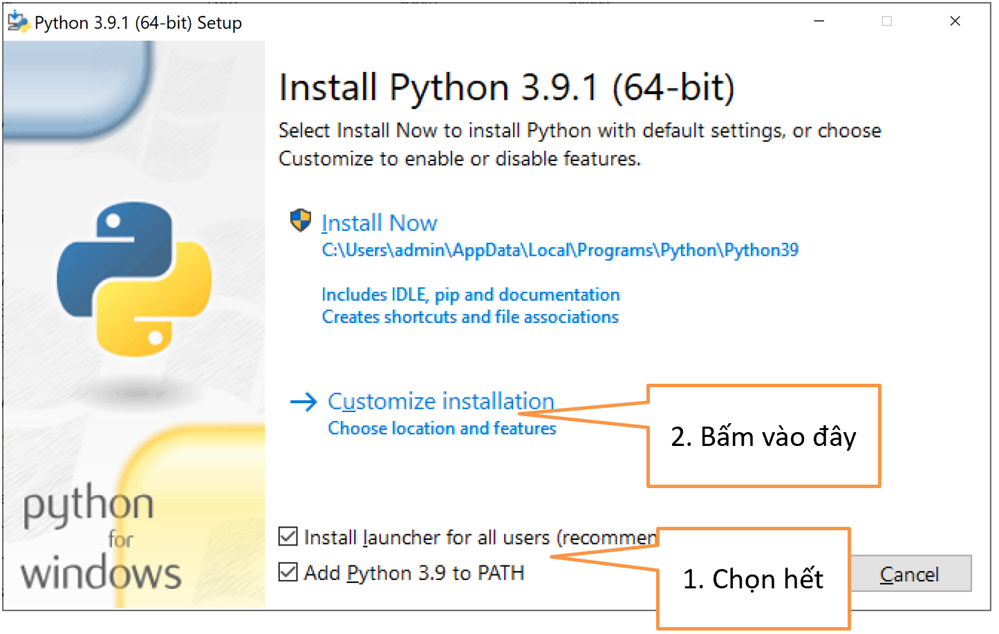 Python 3.9.1 (64-bit) Setup
Install Python 3.9.1 (64-bit)
Select Install Now to install Python with default settings, or choose
Customize to enable or disable features.
Install Now
C:\Users\admin\AppData\Local\Programs\Python\Python39
Includes IDLE, pip and documentation
Creates shortcuts and file associations
Customize installation
Choose location and features
2. Bấm vào đây
python
for
windows
Install launcher for all users (recommen
Add Python 3.9 to PATH
1. Chọn hết
Cancel